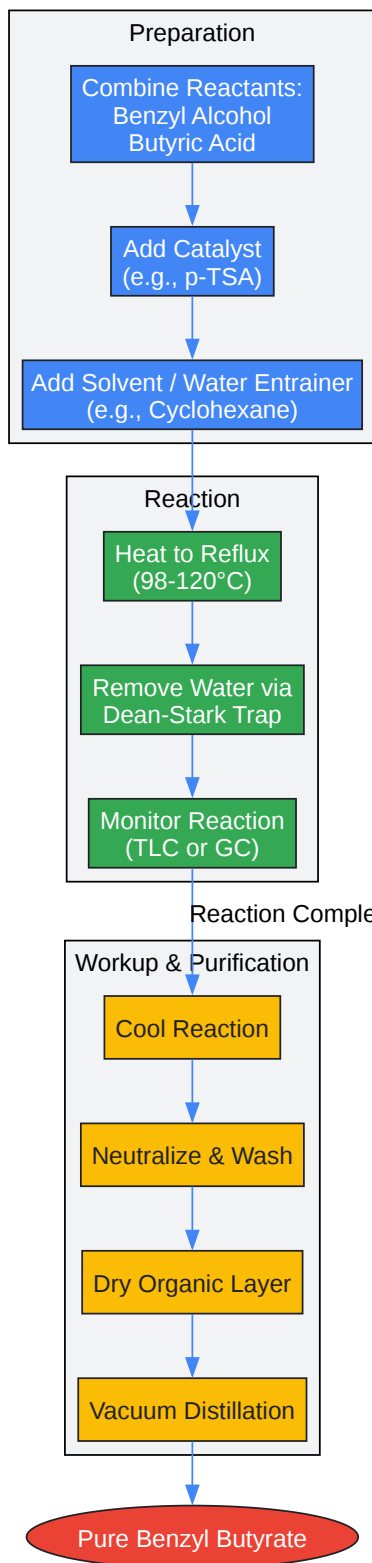 Preparation
Combine Reactants:
Benzyl Alcohol
Butyric Acid
Add Catalyst
(e.g., p-TSA)
Add Solvent / Water Entrainer
(e.g., Cyclohexane)
Reaction
Heat to Reflux
(98-120°C)
Remove Water via
Dean-Stark Trap
Monitor Reaction
(TLC or GC)
Reaction Comple
Workup & Purification
Cool Reaction
Neutralize & Wash
Dry Organic Layer
Vacuum Distillation
Pure Benzyl Butyrate